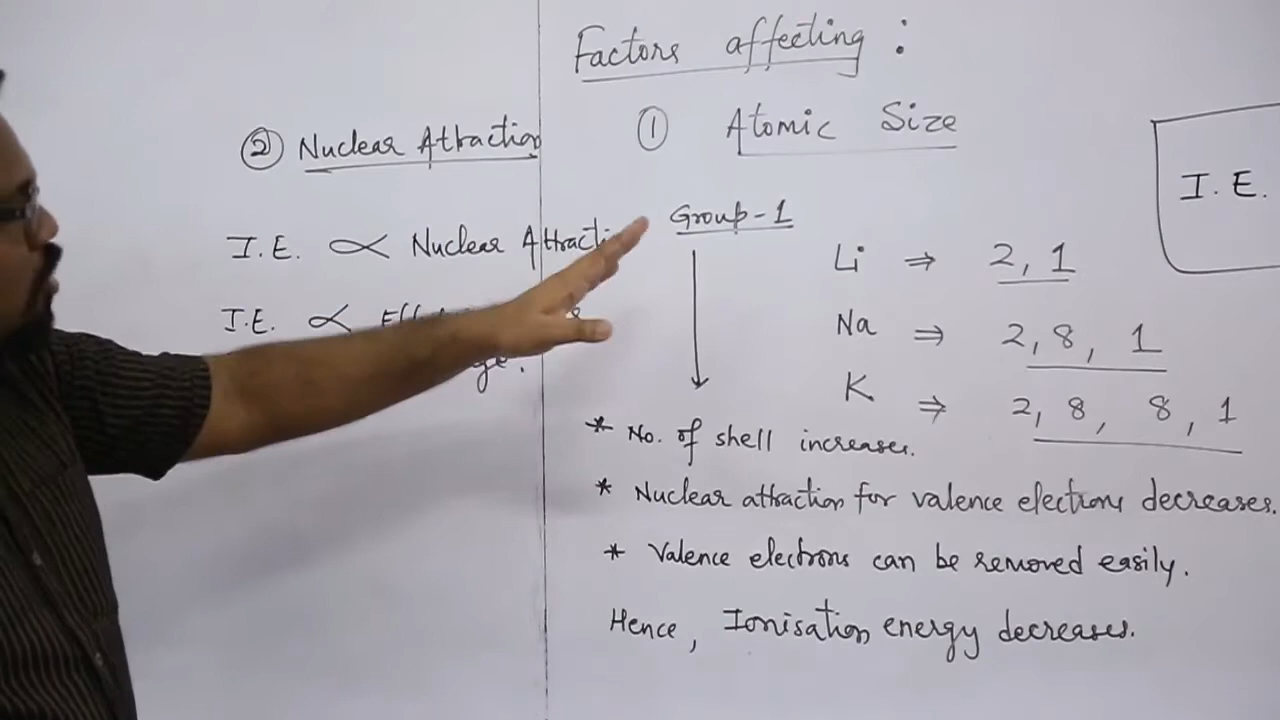 Factors affecting :
① Atomic Size
Group-1
Li ⇒ 2, 1
Na ⇒ 2, 8, 1
K ⇒ 2, 8, 8, 1
* No. of shell increases.
* Nuclear attraction for valence electrons decreases.
* Valence electrons can be removed easily.
Hence, Ionisation energy decreases.
② Nuclear Attraction
I.E. ∝ Nuclear
I.E. ∝
I.E.